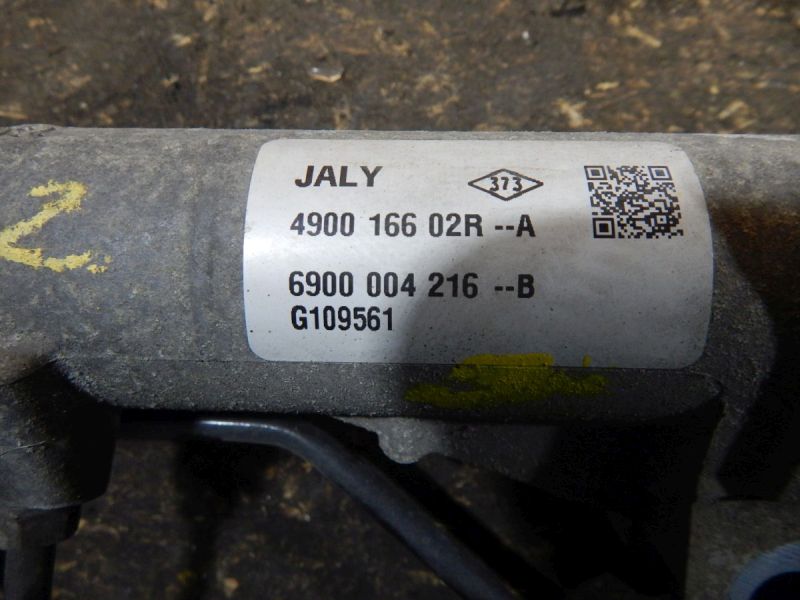 JALY 373
4900 166 02R --A
6900 004 216 --B
G109561
2